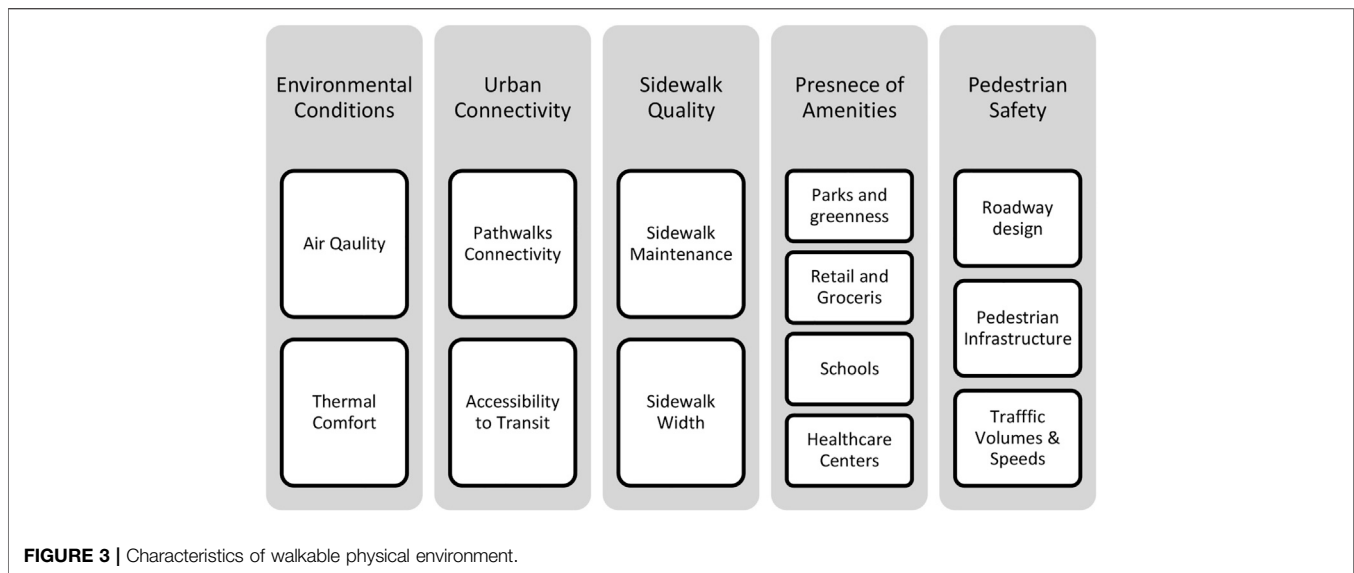 Environmental
Conditions
Air Qaulity
Thermal
Comfort
Urban
Connectivity
Pathwalks
Connectivity
Accessibility
to Transit
Sidewalk
Quality
Sidewalk
Maintenance
Sidewalk
Width
Presnece of
Amenities
Parks and
greenness
Retail and
Groceris
Schools
Healthcare
Centers
Pedestrian
Safety
Roadway
design
Pedestrian
Infrastructure
Trafffic
Volumes &
Speeds
FIGURE 3 | Characteristics of walkable physical environment.